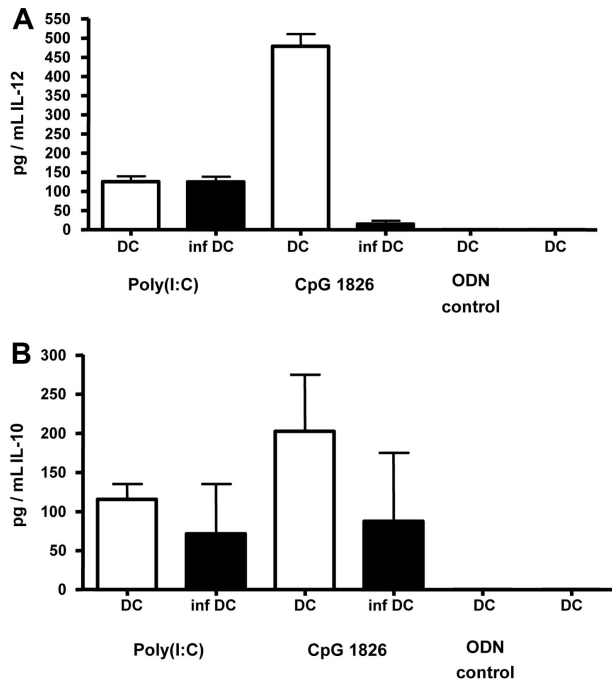 A
pg / mL IL-12
550
500
450
400
350
300
250
200
150
100
50
0
DC inf DC DC inf DC DC DC
Poly(I:C) CpG 1826 ODN
control
B
pg / mL IL-10
300
250
200
150
100
50
0
DC inf DC DC inf DC DC DC
Poly(I:C) CpG 1826 ODN
control